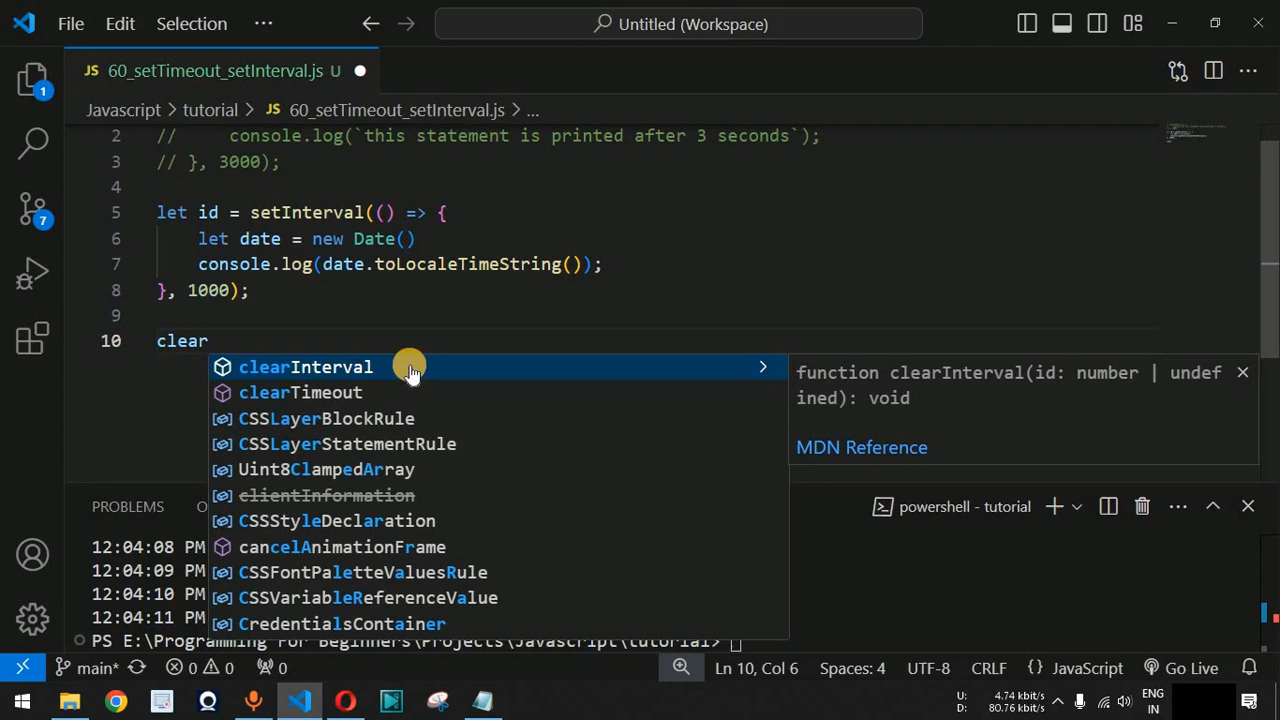 File Edit Selection ··· Untitled (Workspace)
JS 60_setTimeout_setInterval.js U
Javascript > tutorial > JS 60_setTimeout_setInterval.js > ...
2 //     console.log(`this statement is printed after 3 seconds`);
3 // }, 3000);
4
5 let id = setInterval(() => {
6     let date = new Date()
7     console.log(date.toLocaleTimeString());
8 }, 1000);
9
10 clear
clearInterval
clearTimeout
CSSLayerBlockRule
CSSLayerStatementRule
Uint8ClampedArray
clientInformation
CSSStyleDeclaration
cancelAnimationFrame
CSSFontPaletteValuesRule
CSSVariableReferenceValue
CredentialsContainer
function clearInterval(id: number | undef
ined): void
MDN Reference
1
7
PROBLEMS
powershell - tutorial
12:04:08 PM
12:04:09 PM
12:04:10 PM
12:04:11 PM
PS E:\Programming For Beginners\Projects\Javascript\tutorial>
main* 0 0 0 Ln 10, Col 6 Spaces: 4 UTF-8 CRLF {} JavaScript Go Live
U: 4.74 kbit/s
D: 80.76 kbit/s
ENG
IN